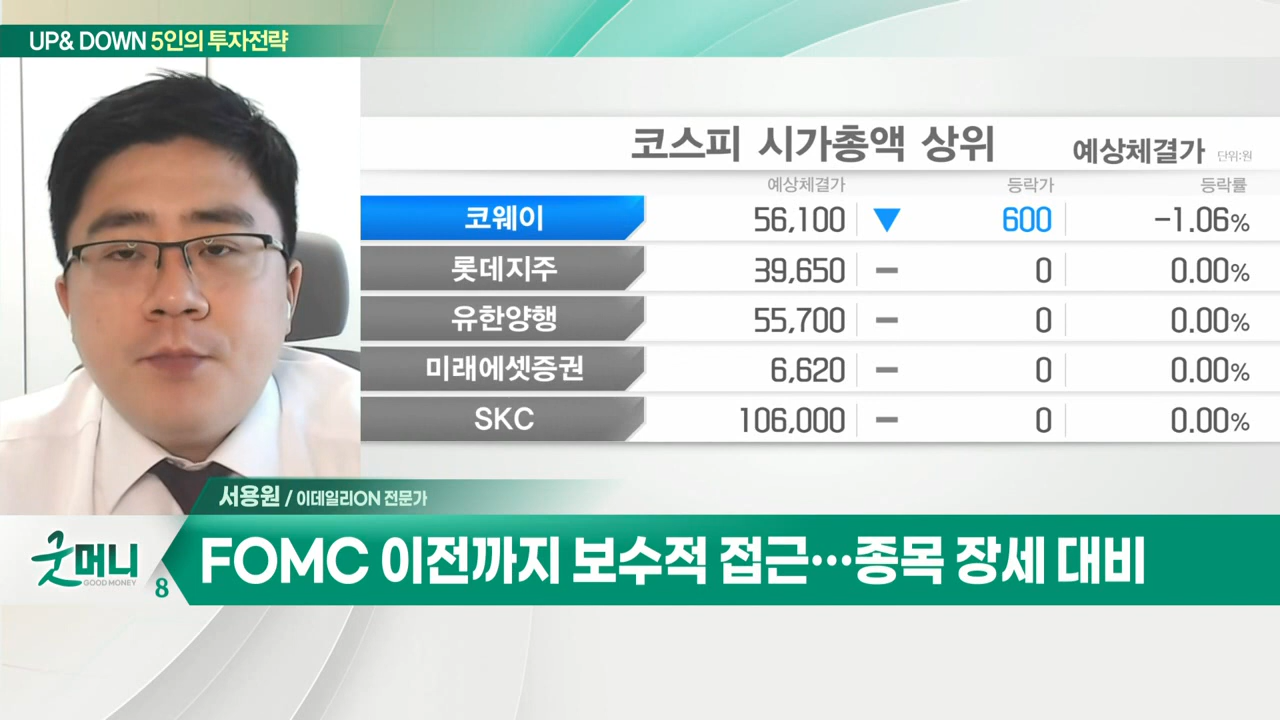 UP& DOWN 5인의 투자전략
코스피 시가총액 상위 예상체결가 단위:원
예상체결가 등락가 등락률
코웨이 56,100 ▼ 600 -1.06%
롯데지주 39,650 - 0 0.00%
유한양행 55,700 - 0 0.00%
미래에셋증권 6,620 - 0 0.00%
SKC 106,000 - 0 0.00%
서용원 / 이데일리ON 전문가
굿머니
GOOD MONEY
8
FOMC 이전까지 보수적 접근…종목 장세 대비